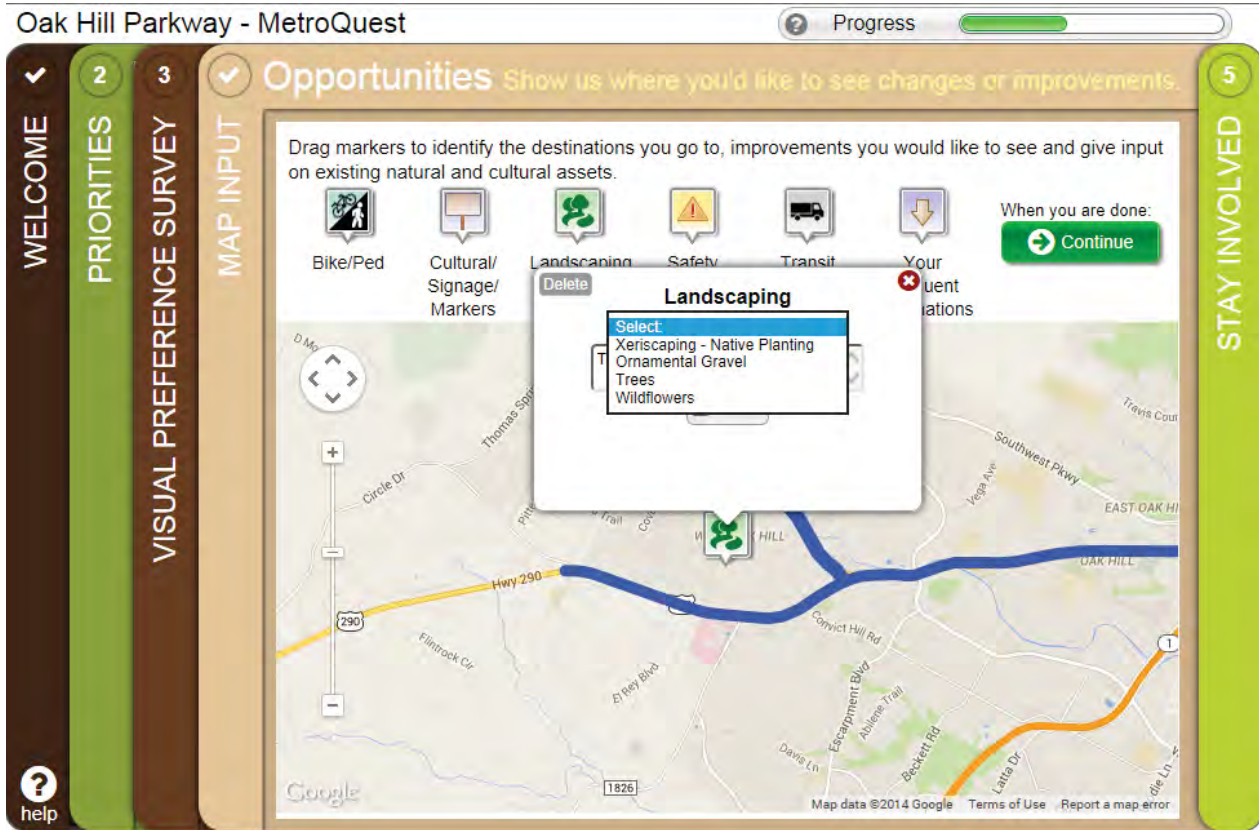 Oak Hill Parkway - MetroQuest
Progress
WELCOME
2
PRIORITIES
3
VISUAL PREFERENCE SURVEY
MAP INPUT
Opportunities Show us where you'd like to see changes or improvements.
5
STAY INVOLVED
Drag markers to identify the destinations you go to, improvements you would like to see and give input
on existing natural and cultural assets.
Bike/Ped
Cultural/
Signage/
Markers
Landscaping
Safety
Transit
Your
When you are done:
Continue
Delete
Landscaping
Select:
Xeriscaping - Native Planting
Ornamental Gravel
Trees
Wildflowers
Circle Dr
Hwy 290
290
Flintrock Cir
El Rey Blvd
1826
Convict Hill Rd
Escarpment Blvd
Abilene Trail
Davis Ln
Beckett Rd
Latta Dr
Southwest Pkwy
Vega Ave
OAK HILL
1
Google
Map data ©2014 Google
Terms of Use
Report a map error
?
help